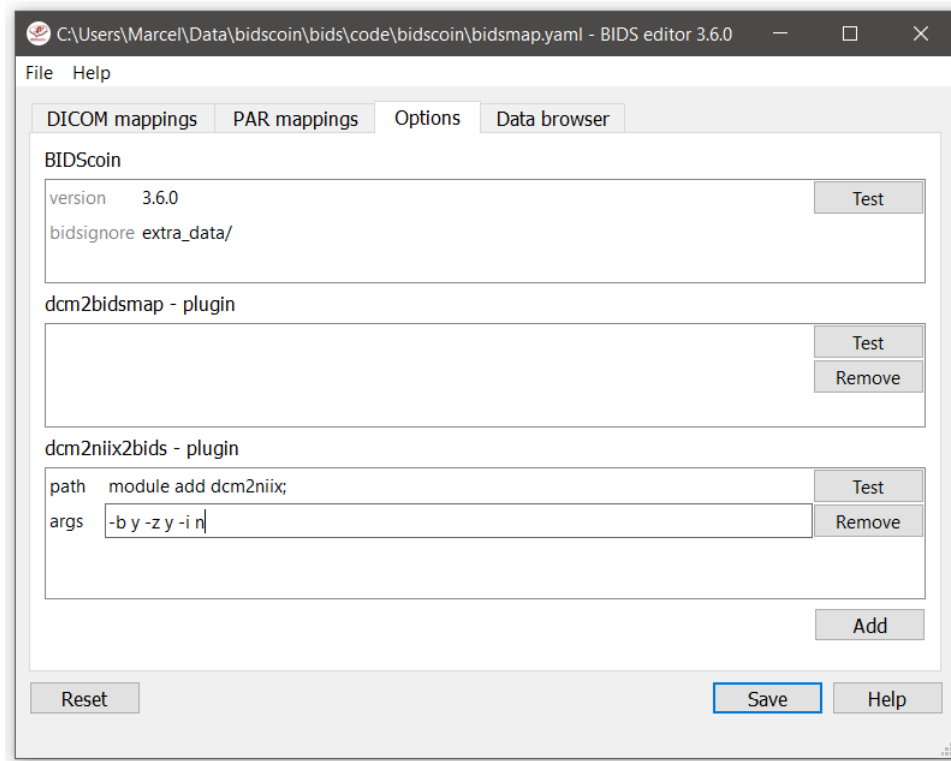 C:\Users\Marcel\Data\bidscoin\bids\code\bidscoin\bidsmap.yaml - BIDS editor 3.6.0
File Help
DICOM mappings PAR mappings Options Data browser
BIDScoin
version 3.6.0 Test
bidsignore extra_data/
dcm2bidsmap - plugin
Test
Remove
dcm2niix2bids - plugin
path module add dcm2niix; Test
args -b y -z y -i n Remove
Add
Reset Save Help